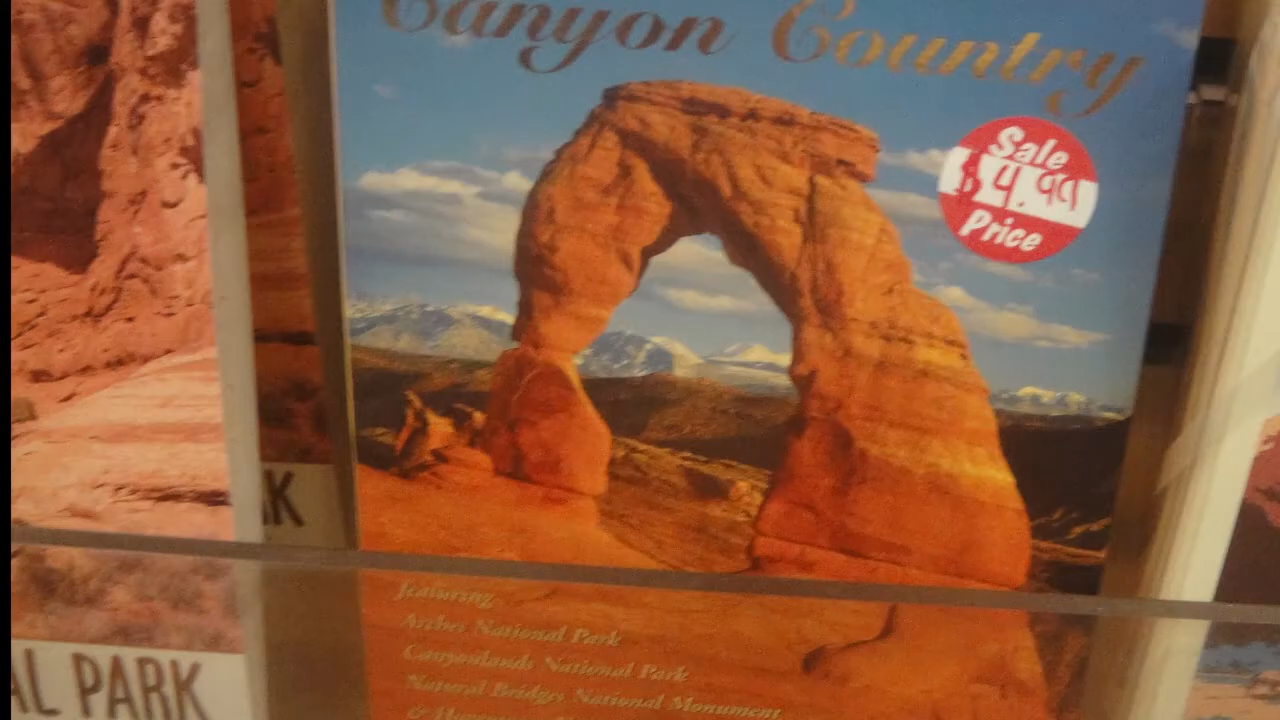 Canyon Country
Sale
$4.99
Price
featuring
Arches National Park
Canyonlands National Park
Natural Bridges National Monument
&
AL PARK
K